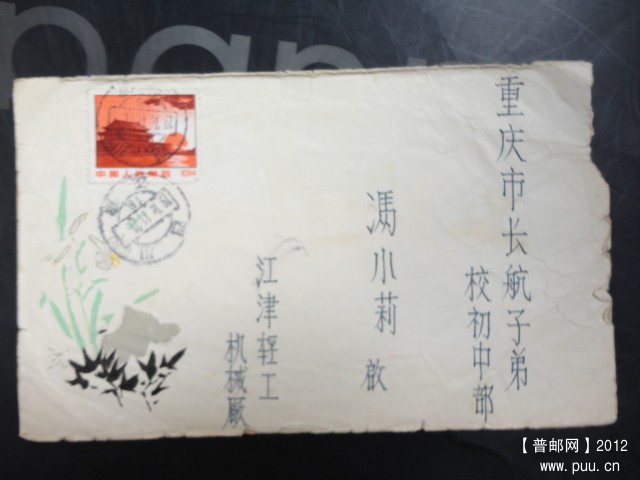 重庆市长航子弟
校初中部
冯小莉 啟
江津轻工
机械厰
中国人民邮政
【普邮网】2012
www.puu.cn